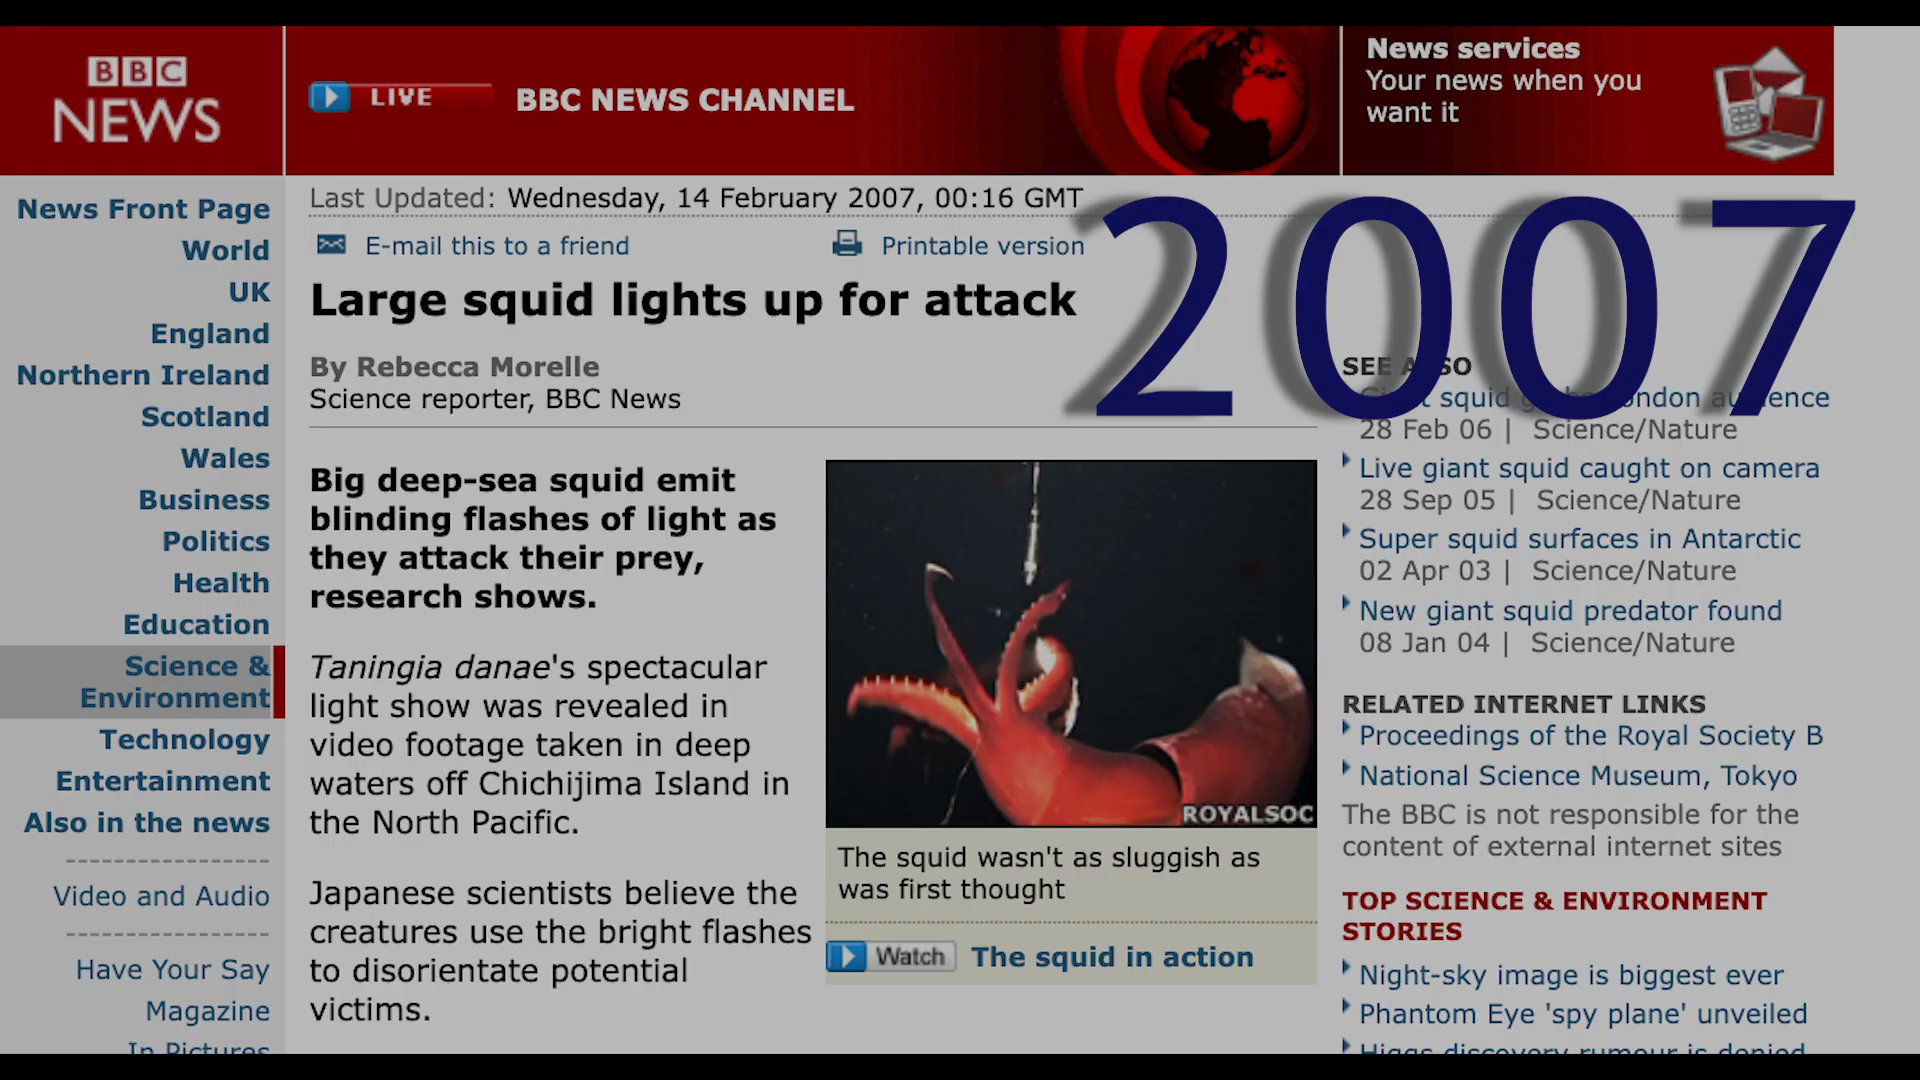 BBC
NEWS
LIVE
BBC NEWS CHANNEL
News services
Your news when you
want it
News Front Page
World
UK
England
Northern Ireland
Scotland
Wales
Business
Politics
Health
Education
Science &
Environment
Technology
Entertainment
Also in the news
Video and Audio
Have Your Say
Magazine
In Pictures
Last Updated: Wednesday, 14 February 2007, 00:16 GMT
E-mail this to a friend
Printable version
2007
Large squid lights up for attack
By Rebecca Morelle
Science reporter, BBC News
Big deep-sea squid emit
blinding flashes of light as
they attack their prey,
research shows.
Taningia danae's spectacular
light show was revealed in
video footage taken in deep
waters off Chichijima Island in
the North Pacific.
Japanese scientists believe the
creatures use the bright flashes
to disorientate potential
victims.
ROYALSOC
The squid wasn't as sluggish as
was first thought
Watch The squid in action
SEE ALSO
squid London audience
28 Feb 06 | Science/Nature
Live giant squid caught on camera
28 Sep 05 | Science/Nature
Super squid surfaces in Antarctic
02 Apr 03 | Science/Nature
New giant squid predator found
08 Jan 04 | Science/Nature
RELATED INTERNET LINKS
Proceedings of the Royal Society B
National Science Museum, Tokyo
The BBC is not responsible for the
content of external internet sites
TOP SCIENCE & ENVIRONMENT
STORIES
Night-sky image is biggest ever
Phantom Eye 'spy plane' unveiled
Higgs discovery rumour is denied